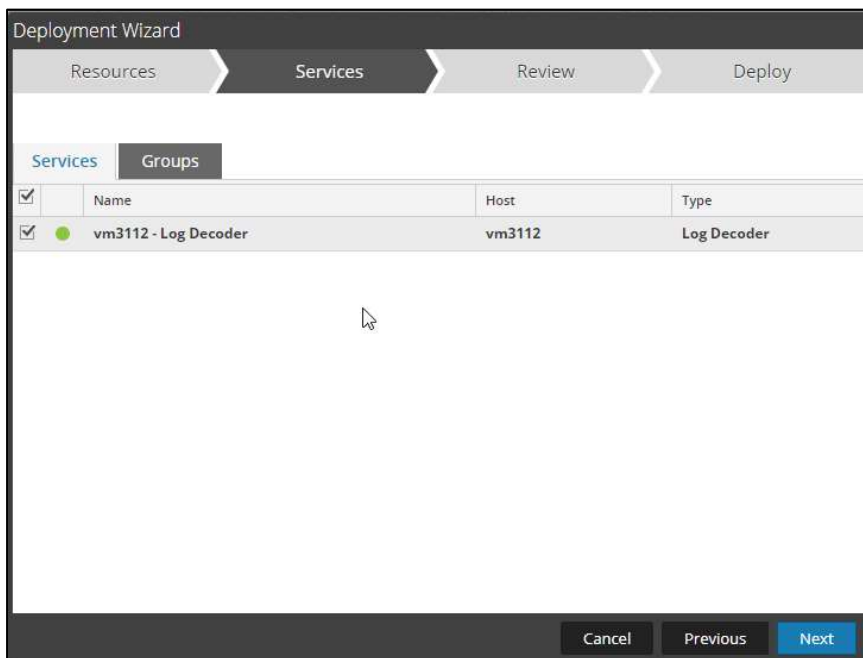 Deployment Wizard
Resources Services Review Deploy
Services Groups
Name Host Type
vm3112 - Log Decoder vm3112 Log Decoder
Cancel Previous Next